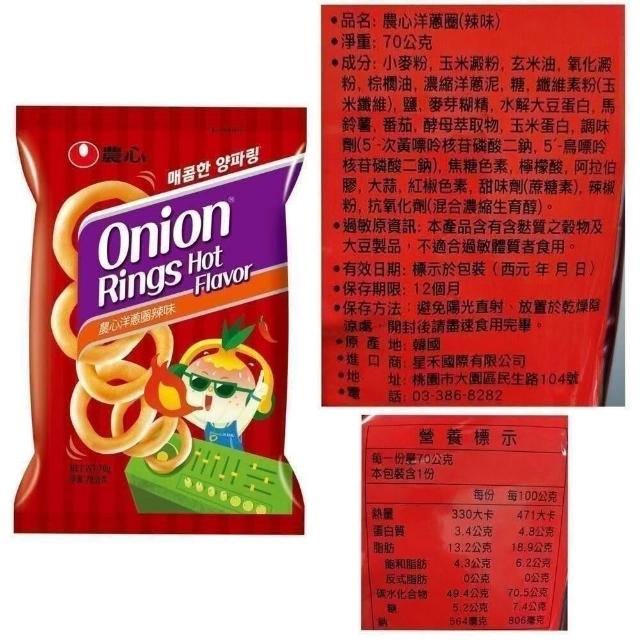 農心
매콤한 양파링
Onion
Rings Hot
Flavor
農心洋蔥圈辣味
NET WT. 70g
•品名: 農心洋蔥圈(辣味)
•淨重: 70公克
•成分: 小麥粉, 玉米澱粉, 玄米油, 氧化澱
粉, 棕櫚油, 濃縮洋蔥泥, 糖, 纖維素粉(玉
米纖維), 鹽, 麥芽糊精, 水解大豆蛋白, 馬
鈴薯, 番茄, 酵母萃取物, 玉米蛋白, 調味
劑(5´-次黃嘌呤核苷磷酸二鈉, 5´-鳥嘌呤
核苷磷酸二鈉), 焦糖色素, 檸檬酸, 阿拉伯
膠, 大蒜, 紅椒色素, 甜味劑(蔗糖素), 辣椒
粉, 抗氧化劑(混合濃縮生育醇)。
•過敏原資訊: 本產品含有含麩質之穀物及
大豆製品，不適合過敏體質者食用。
•有效日期: 標示於包裝 (西元 年 月 日)
•保存期限: 12個月
•保存方法: 避免陽光直射、放置於乾燥陰
涼處，開封後請盡速食用完畢。
•原 產 地: 韓國
•進 口 商: 星禾國際有限公司
•地 址: 桃園市大園區民生路104號
•電 話: 03-386-8282
營養標示
每一份量70公克
本包裝含1份
每份 每100公克
熱量 330大卡 471大卡
蛋白質 3.4公克 4.8公克
脂肪 13.2公克 18.9公克
飽和脂肪 4.3公克 6.2公克
反式脂肪 0公克 0公克
碳水化合物 49.4公克 70.5公克
糖 5.2公克 7.4公克
鈉 564毫克 806毫克